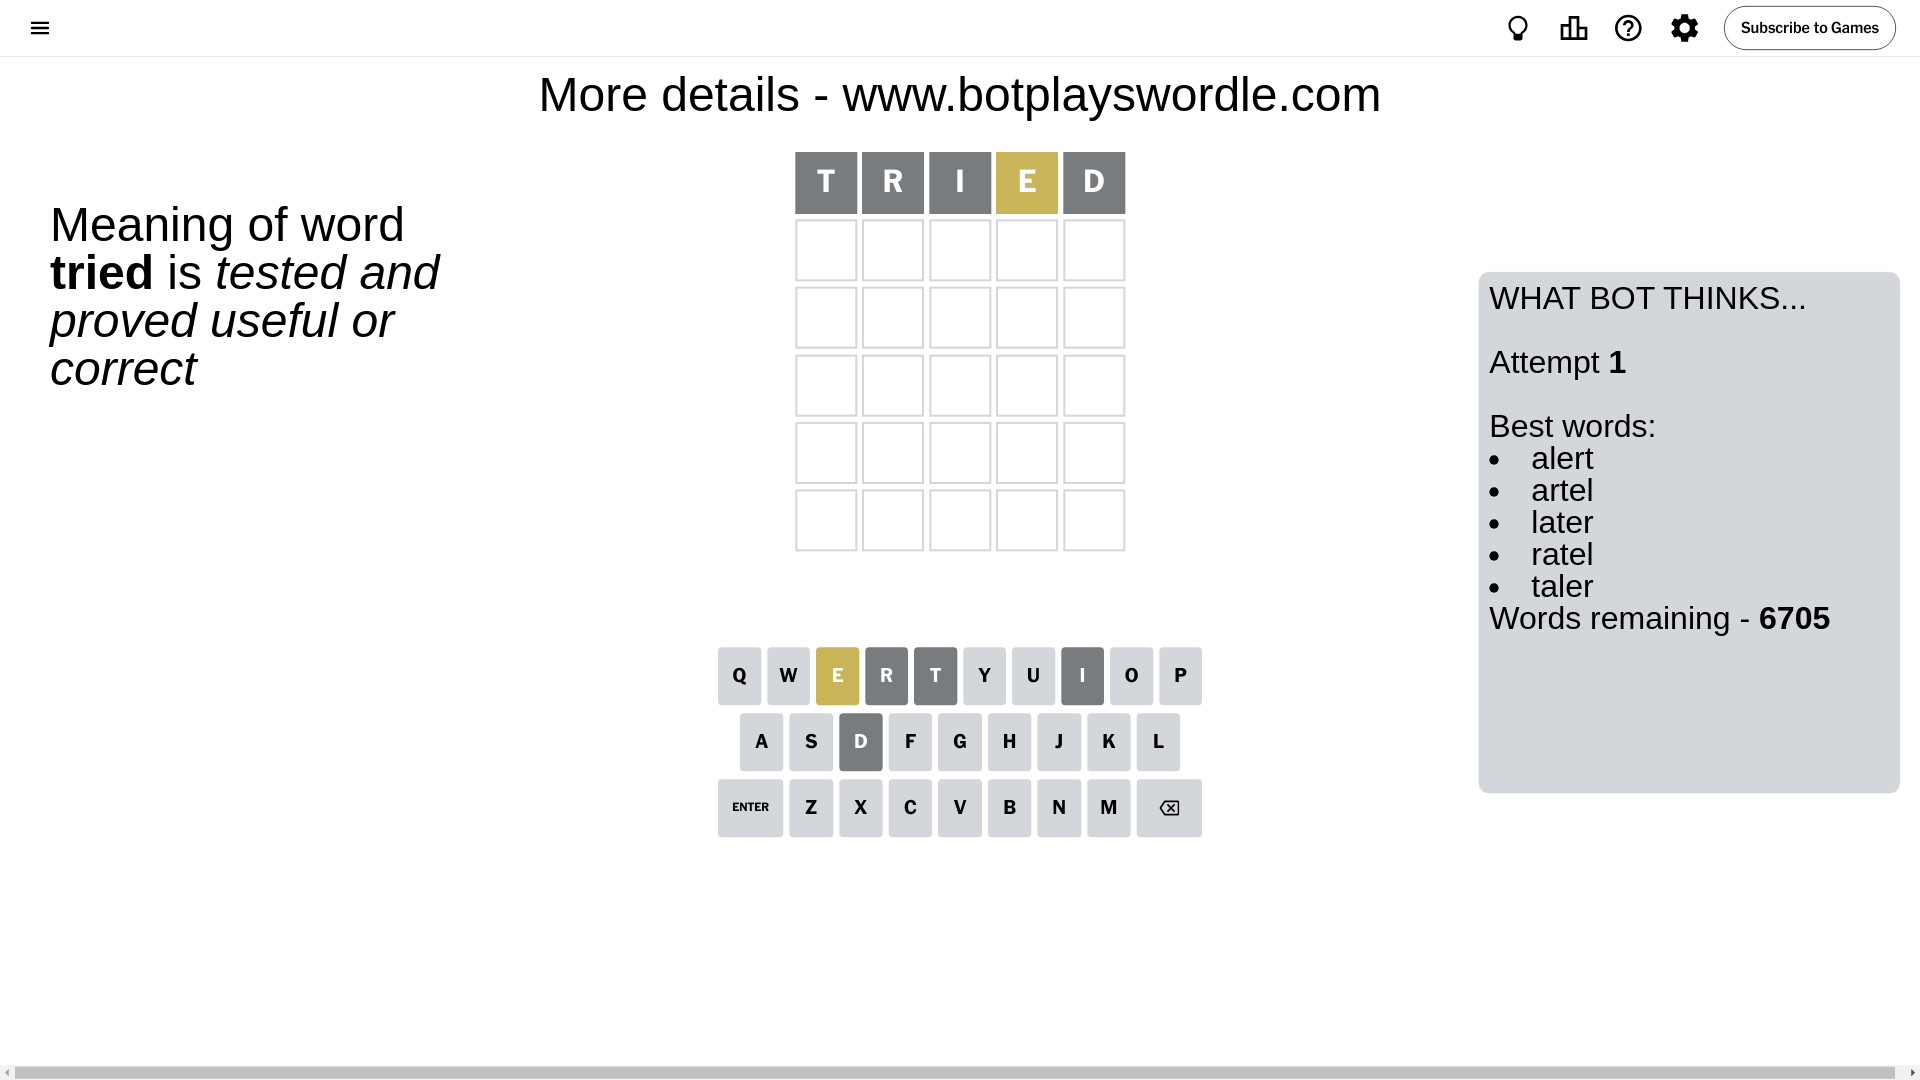 Subscribe to Games
More details - www.botplayswordle.com
Meaning of word
tried is tested and
proved useful or
correct
T R I E D
WHAT BOT THINKS...
Attempt 1
Best words:
• alert
• artel
• later
• ratel
• taler
Words remaining - 6705
Q W E R T Y U I O P
A S D F G H J K L
ENTER Z X C V B N M